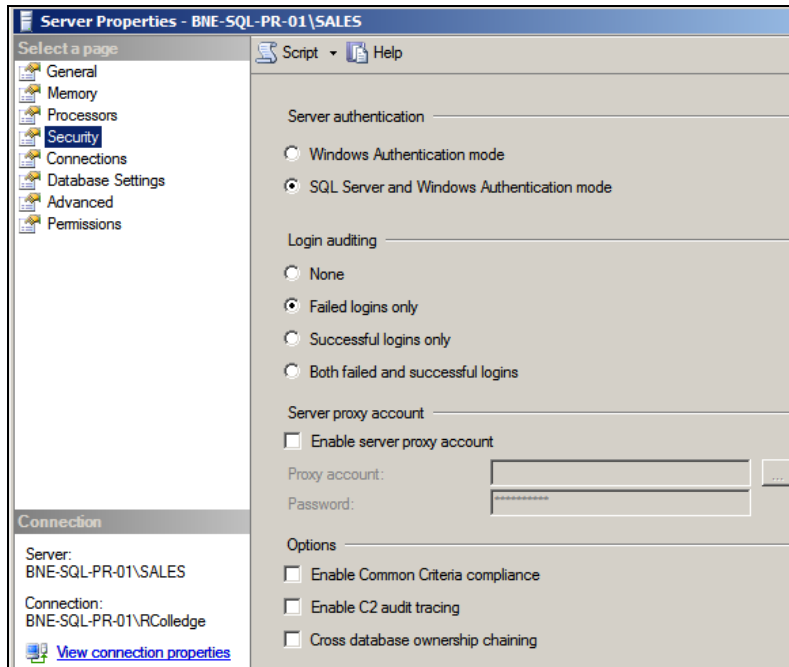 Server Properties - BNE-SQL-PR-01\SALES
Select a page
General
Memory
Processors
Security
Connections
Database Settings
Advanced
Permissions
Script Help
Server authentication
Windows Authentication mode
SQL Server and Windows Authentication mode
Login auditing
None
Failed logins only
Successful logins only
Both failed and successful logins
Server proxy account
Enable server proxy account
Proxy account:
...
Password:
**********
Options
Enable Common Criteria compliance
Enable C2 audit tracing
Cross database ownership chaining
Connection
Server:
BNE-SQL-PR-01\SALES
Connection:
BNE-SQL-PR-01\RColledge
View connection properties